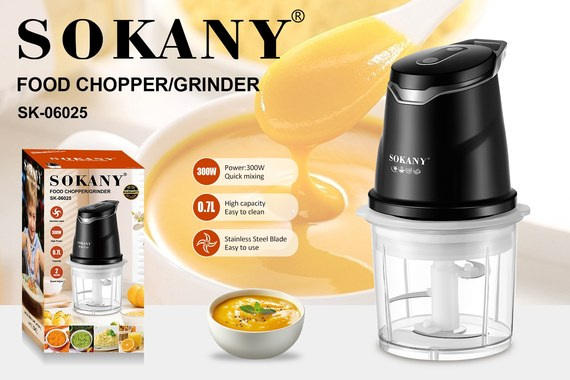 SOKANY®
FOOD CHOPPER/GRINDER
SK-06025
300W
Power:300W
Quick mixing
0.7L
High capacity
Easy to clean
Stainless Steel Blade
Easy to use
SOKANY®
FOOD CHOPPER/GRINDER
SK-06025
300W
0.7L
2
SOKANY®